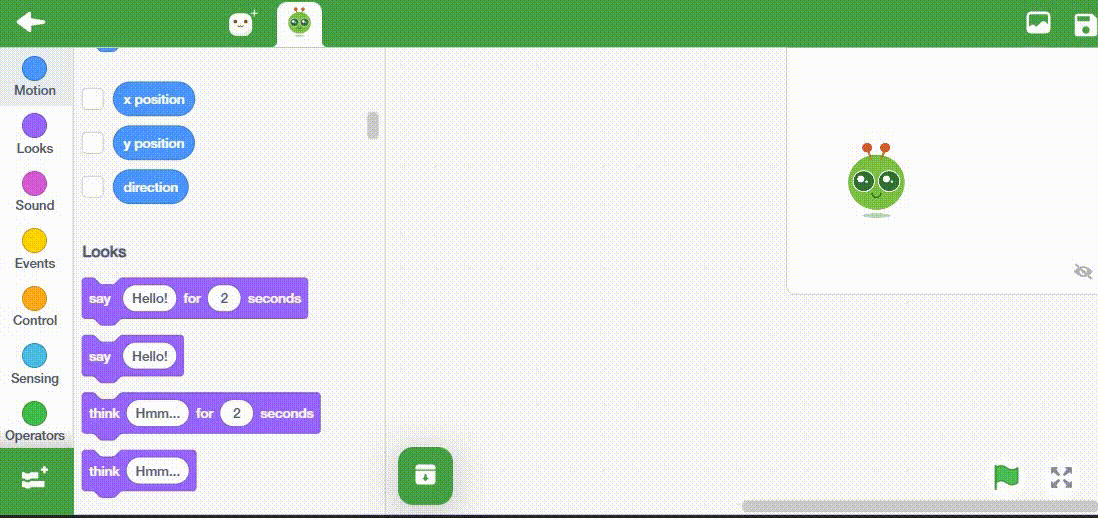 Motion
Looks
Sound
Events
Control
Sensing
Operators
x position
y position
direction
Looks
say Hello! for 2 seconds
say Hello!
think Hmm... for 2 seconds
think Hmm...